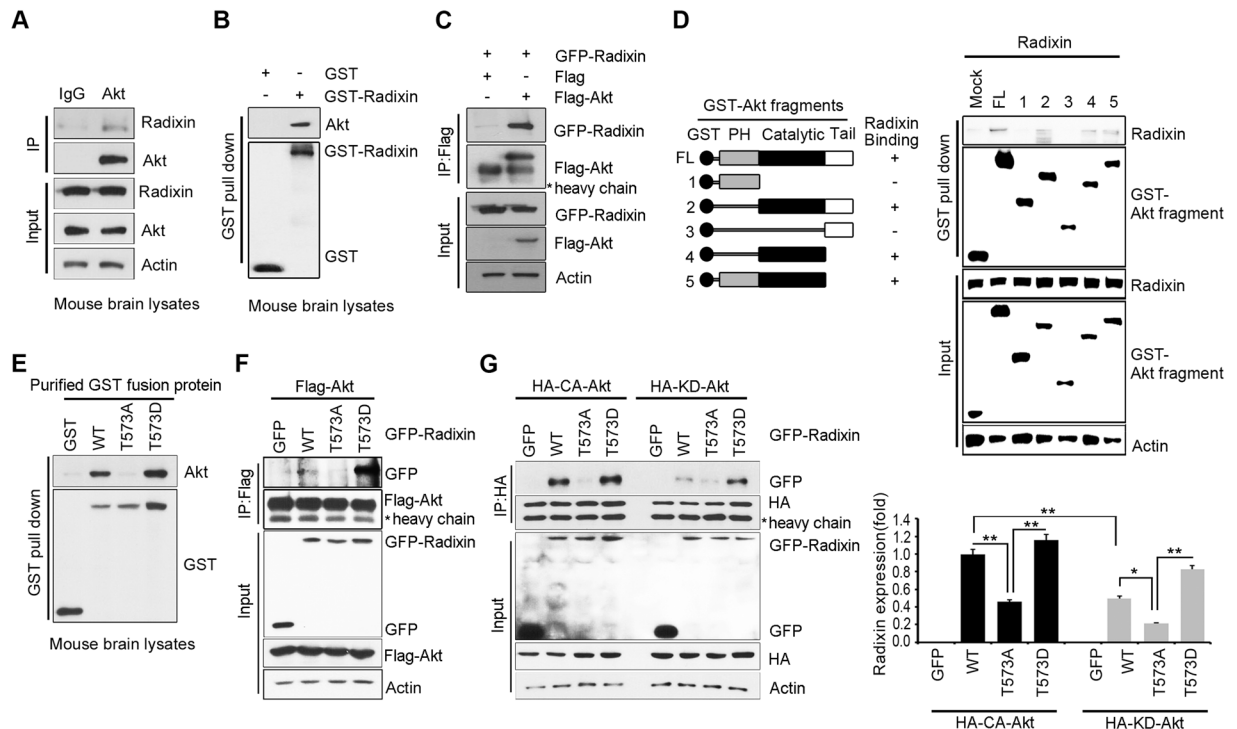 A
IgG Akt
IP
Radixin
Akt
Input
Radixin
Akt
Actin
Mouse brain lysates
B
+ - GST
- + GST-Radixin
GST pull down
Akt
GST-Radixin
GST
Mouse brain lysates
C
+ + GFP-Radixin
+ - Flag
- + Flag-Akt
IP:Flag
GFP-Radixin
Flag-Akt
*heavy chain
Input
GFP-Radixin
Flag-Akt
Actin
D
GST-Akt fragments
GST PH Catalytic Tail
Radixin
Binding
FL +
1 -
2 +
3 -
4 +
5 +
Radixin
Mock FL 1 2 3 4 5
GST pull down
Radixin
GST-
Akt fragment
Input
Radixin
GST-
Akt fragment
Actin
E
Purified GST fusion protein
GST WT T573A T573D
GST pull down
Akt
GST
Mouse brain lysates
F
Flag-Akt
GFP WT T573A T573D GFP-Radixin
IP:Flag
GFP
Flag-Akt
*heavy chain
Input
GFP-Radixin
GFP
Flag-Akt
Actin
G
HA-CA-Akt HA-KD-Akt
GFP WT T573A T573D GFP WT T573A T573D GFP-Radixin
IP:HA
GFP
HA
*heavy chain
Input
GFP-Radixin
GFP
HA
Actin
Radixin expression(fold)
1.4
1.2
1.0
0.8
0.6
0.4
0.2
0.0
** ** ** * **
GFP WT T573A T573D GFP WT T573A T573D
HA-CA-Akt HA-KD-Akt